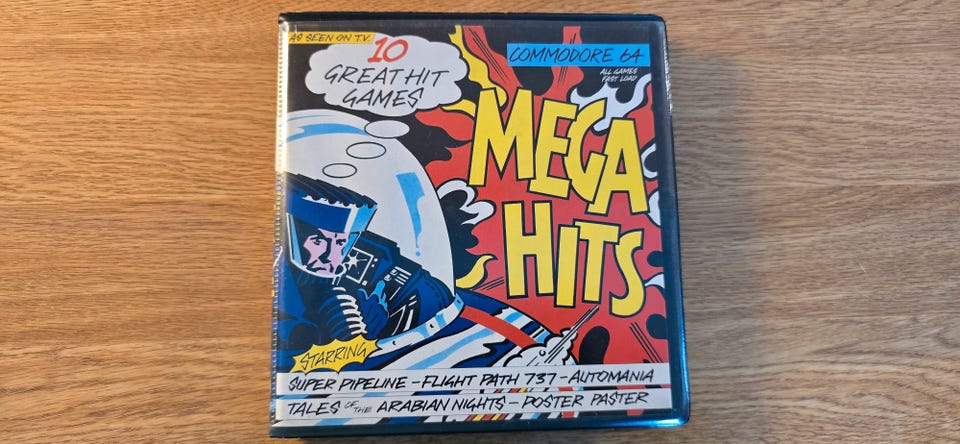 AS SEEN ON T.V.
10
GREAT HIT
GAMES
COMMODORE 64
ALL GAMES
FAST LOAD
MEGA
HITS
STARRING
SUPER PIPELINE - FLIGHT PATH 737 - AUTOMANIA
TALES OF THE ARABIAN NIGHTS - POSTER PASTER